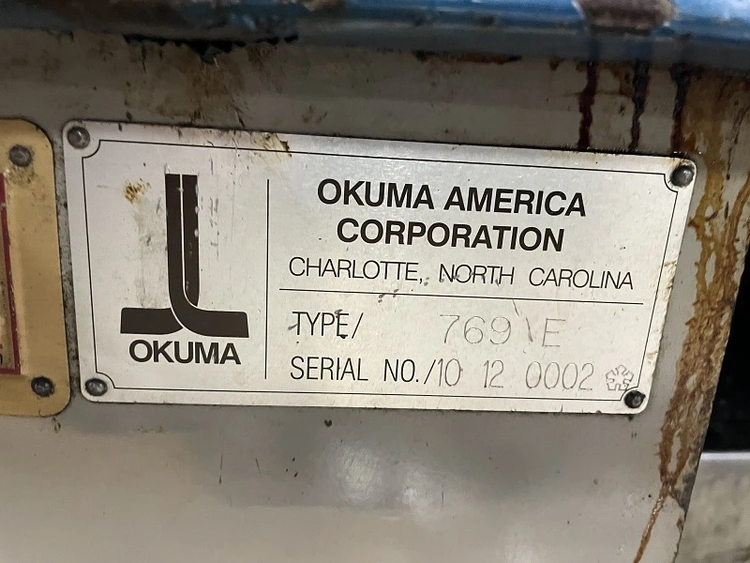 OKUMA
OKUMA AMERICA
CORPORATION
CHARLOTTE, NORTH CAROLINA
TYPE/ 769 E
SERIAL NO./10 12 0002